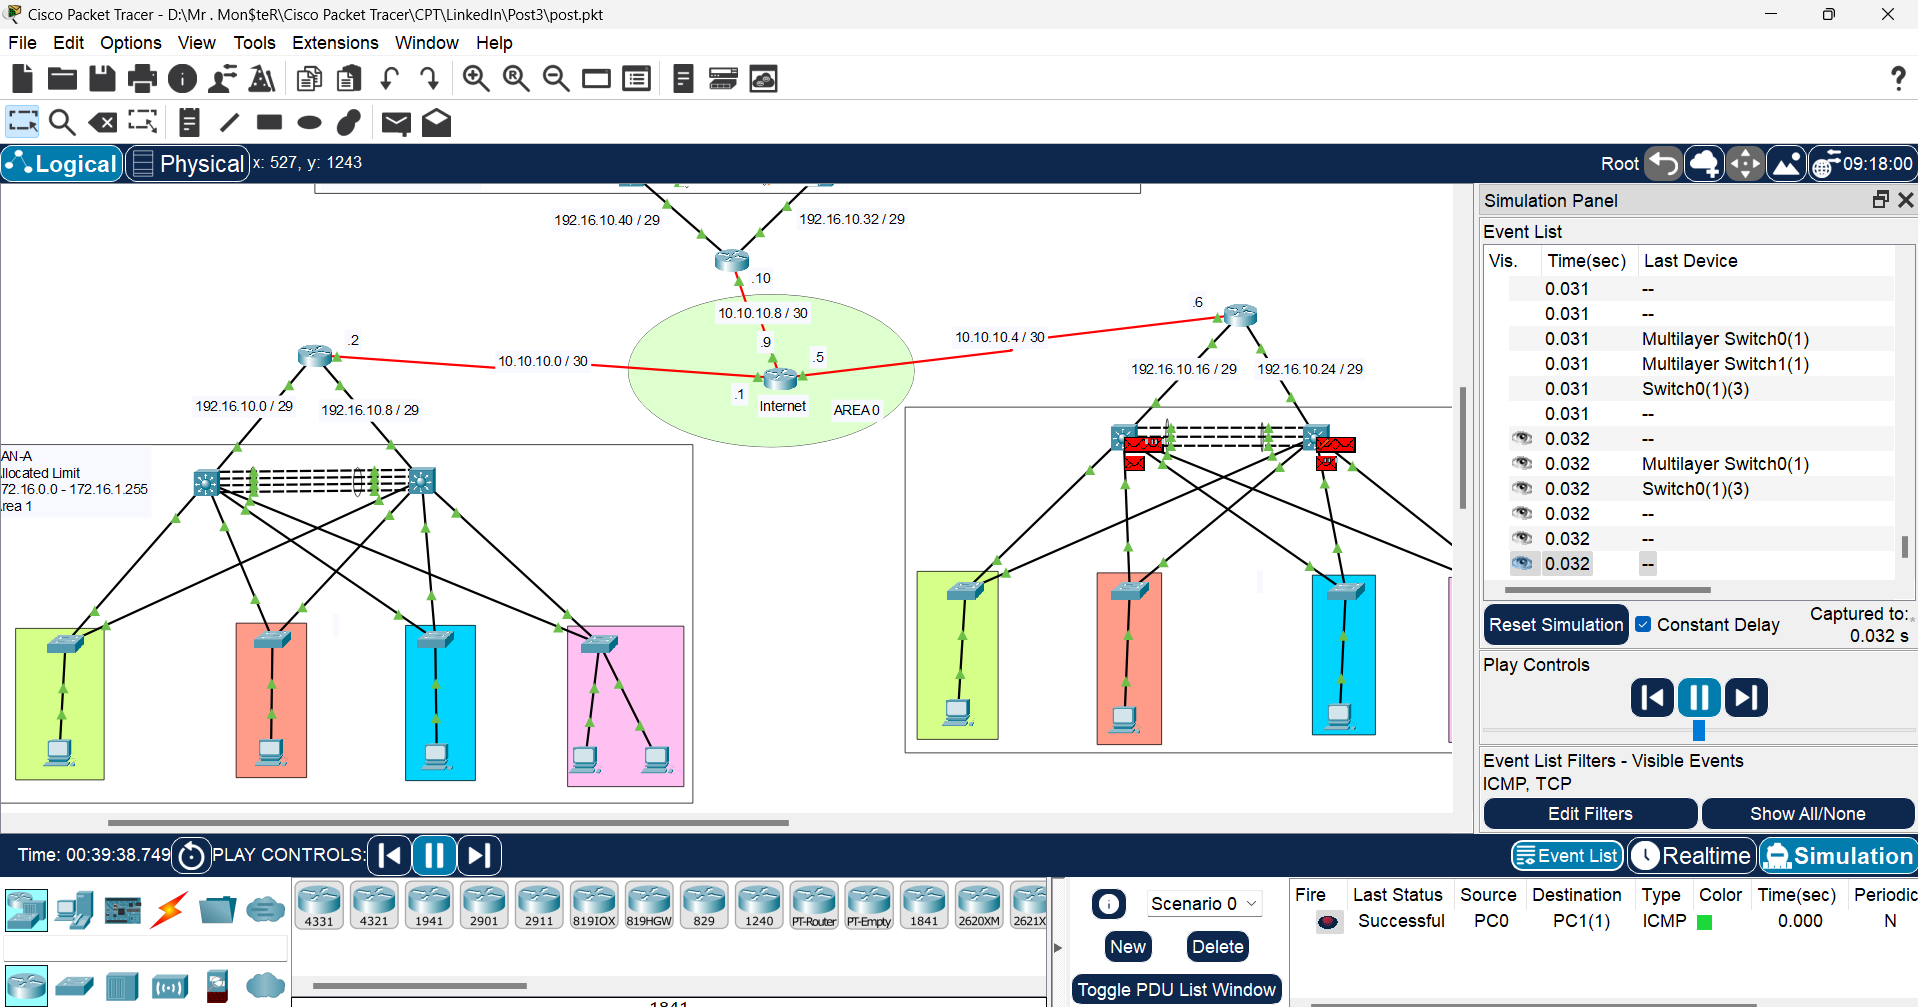 Cisco Packet Tracer - D:\Mr . Mon$teR\Cisco Packet Tracer\CPT\LinkedIn\Post3\post.pkt
File Edit Options View Tools Extensions Window Help
Logical Physical x: 527, y: 1243 Root 09:18:00
192.16.10.40 / 29
192.16.10.32 / 29
.10
10.10.10.8 / 30
.9
.5
.6
10.10.10.4 / 30
.2
10.10.10.0 / 30
.1
Internet
AREA 0
192.16.10.0 / 29
192.16.10.8 / 29
192.16.10.16 / 29
192.16.10.24 / 29
AN-A
llocated Limit
72.16.0.0 - 172.16.1.255
rea 1
Simulation Panel
Event List
Vis. Time(sec) Last Device
0.031 --
0.031 --
0.031 Multilayer Switch0(1)
0.031 Multilayer Switch1(1)
0.031 Switch0(1)(3)
0.031 --
0.032 --
0.032 Multilayer Switch0(1)
0.032 Switch0(1)(3)
0.032 --
0.032 --
0.032 --
Reset Simulation Constant Delay Captured to:
0.032 s
Play Controls
Event List Filters - Visible Events
ICMP, TCP
Edit Filters Show All/None
Time: 00:39:38.749 PLAY CONTROLS: Event List Realtime Simulation
4331 4321 1941 2901 2911 819IOX 819HGW 829 1240 PT-Router PT-Empty 1841 2620XM 2621X
1841
Scenario 0
New Delete
Toggle PDU List Window
Fire Last Status Source Destination Type Color Time(sec) Periodic
Successful PC0 PC1(1) ICMP 0.000 N